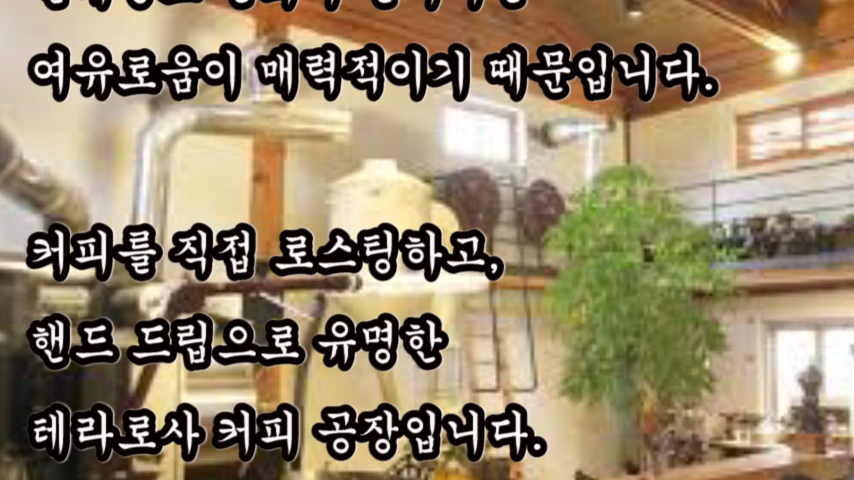 여유로움이 매력적이기 때문입니다.
커피를 직접 로스팅하고,
핸드 드립으로 유명한
테라로사 커피 공장입니다.